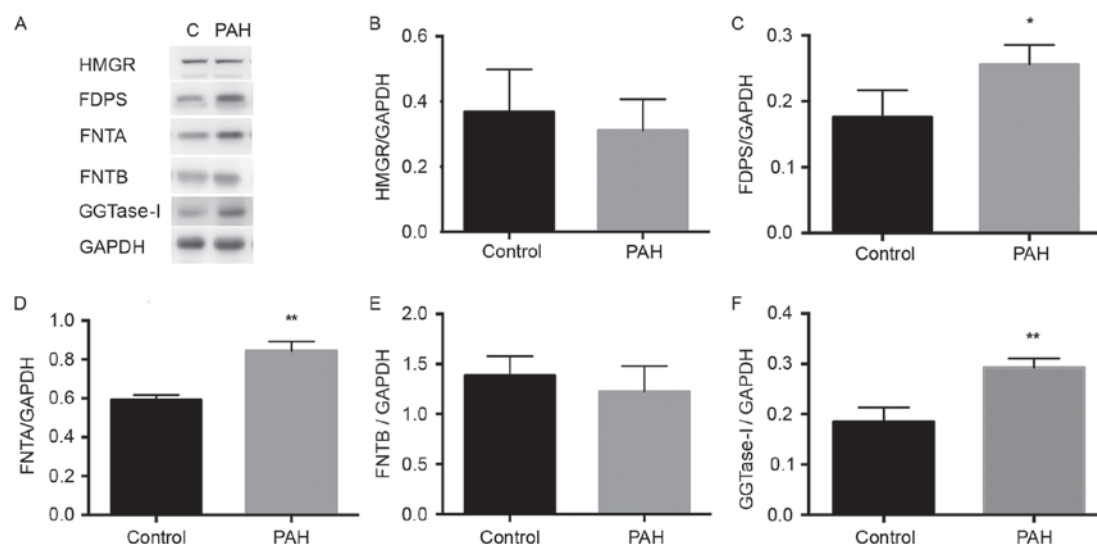 A
C PAH
HMGR
FDPS
FNTA
FNTB
GGTase-I
GAPDH
B
HMGR/GAPDH
0.6
0.4
0.2
0.0
Control PAH
C
FDPS/GAPDH
0.3
0.2
0.1
0.0
*
Control PAH
D
FNTA/GAPDH
1.0
0.8
0.6
0.4
0.2
0.0
**
Control PAH
E
FNTB / GAPDH
2.0
1.5
1.0
1.5
0.0
Control PAH
F
GGTase-I / GAPDH
0.4
0.3
0.2
0.1
0.0
**
Control PAH